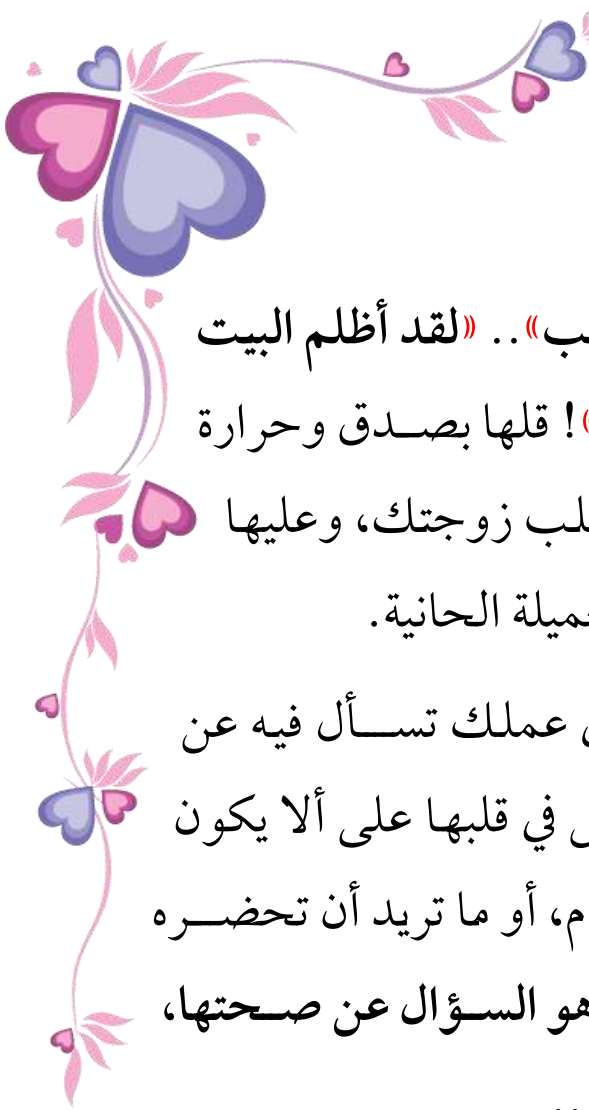 ب».. «لقد أظلم البيت
»! قلها بصدق وحرارة
لب زوجتك، وعليها
ميلة الحانية.
عملك تسأل فيه عن
في قلبها على ألا يكون
م، أو ما تريد أن تحضره
هو السؤال عن صحتها،